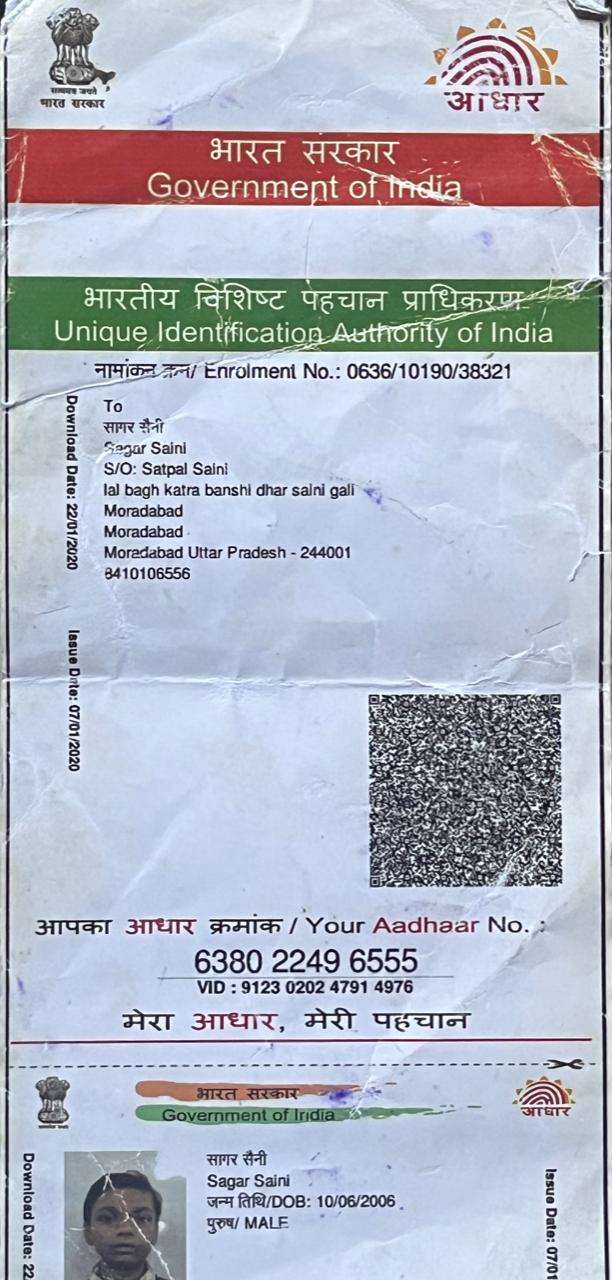 सत्यमेव जयते
भारत सरकार
आधार
भारत सरकार
Government of India
भारतीय विशिष्ट पहचान प्राधिकरण
Unique Identification Authority of India
नामांकन क्रम/ Enrolment No.: 0636/10190/38321
To
सागर सैनी
Sagar Saini
S/O: Satpal Saini
lal bagh katra banshi dhar saini gali
Moradabad
Moradabad
Moradabad Uttar Pradesh - 244001
8410106556
Download Date: 22/01/2020
Issue Date: 07/01/2020
आपका आधार क्रमांक / Your Aadhaar No. :
6380 2249 6555
VID : 9123 0202 4791 4976
मेरा आधार, मेरी पहचान
भारत सरकार
Government of India
आधार
सागर सैनी
Sagar Saini
जन्म तिथि/DOB: 10/06/2006
पुरुष/ MALE
Download Date: 22
Issue Date: 07/01